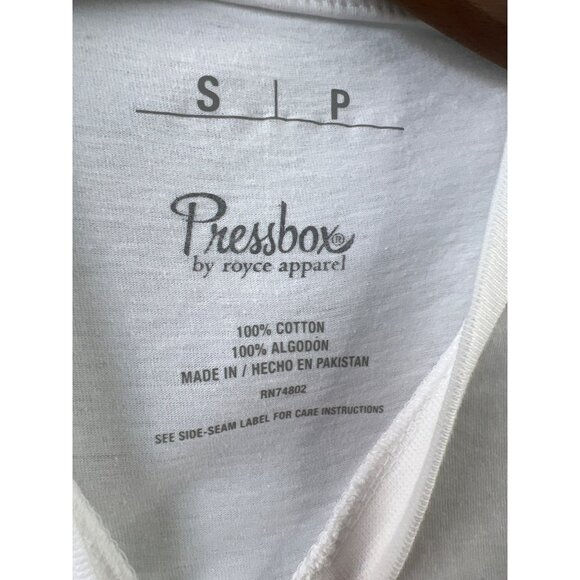 S | P
Pressbox®
by royce apparel
100% COTTON
100% ALGODÓN
MADE IN / HECHO EN PAKISTAN
RN74802
SEE SIDE-SEAM LABEL FOR CARE INSTRUCTIONS